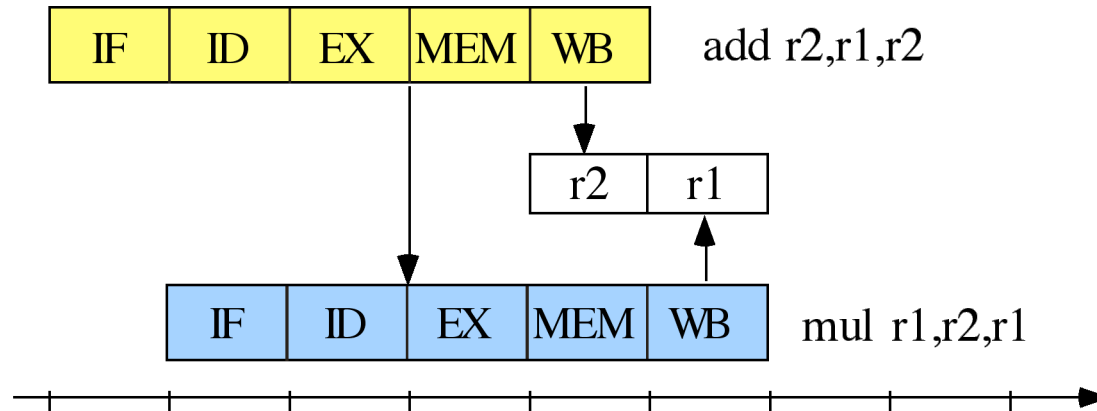 IF ID EX MEM WB add r2,r1,r2
r2 r1
IF ID EX MEM WB mul r1,r2,r1